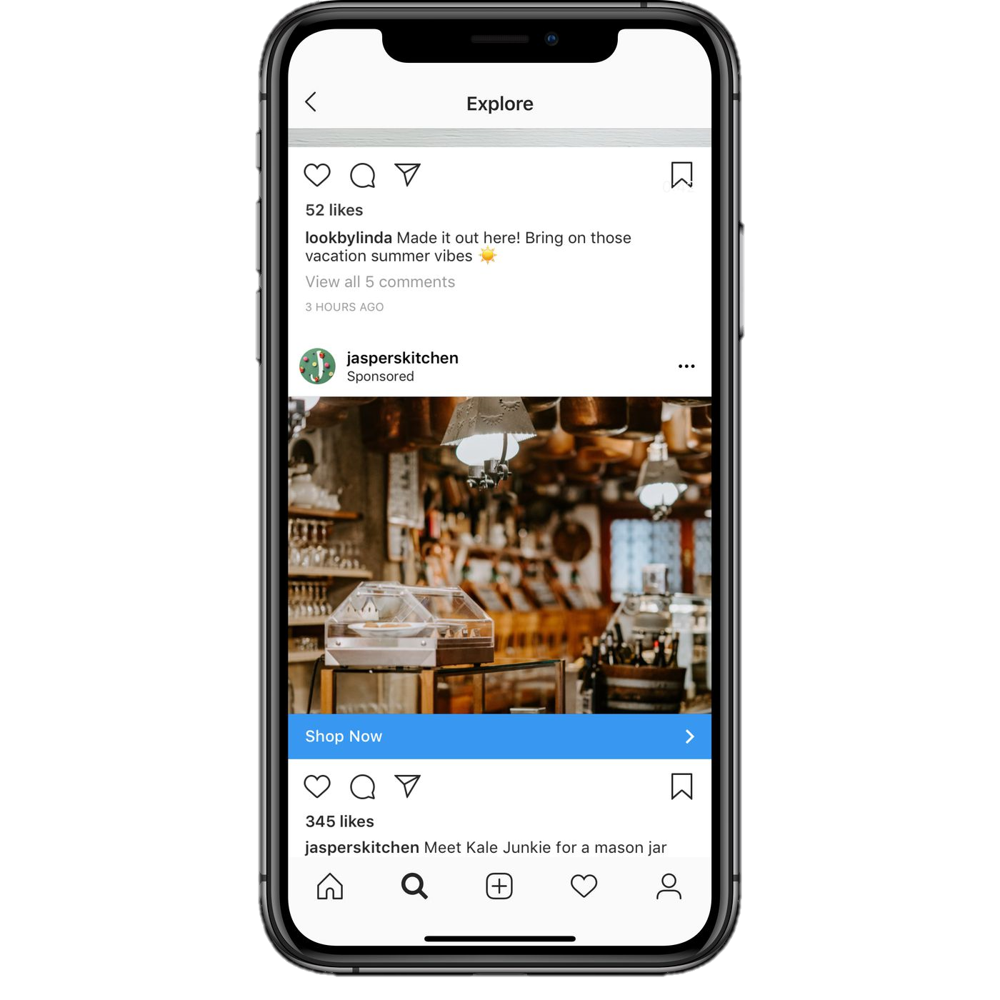 Explore
52 likes
lookbylinda Made it out here! Bring on those
vacation summer vibes ☀️
View all 5 comments
3 HOURS AGO
jasperskitchen
Sponsored
Shop Now
345 likes
jasperskitchen Meet Kale Junkie for a mason jar